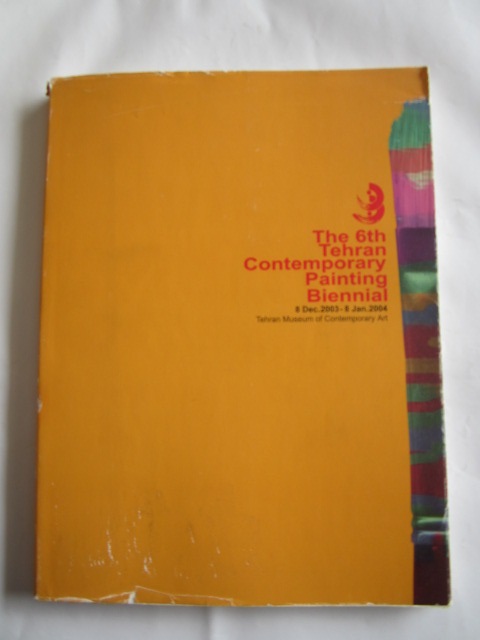 The 6th
Tehran
Contemporary
Painting
Biennial
8 Dec.2003- 8 Jan.2004
Tehran Museum of Contemporary Art